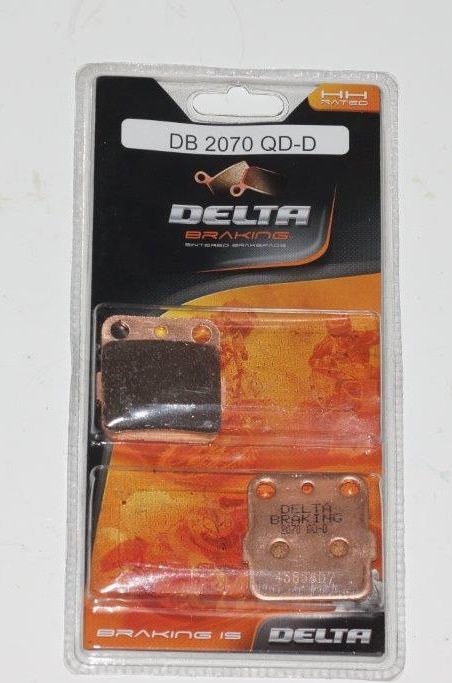 HH
RATED
DB 2070 QD-D
DELTA
BRAKING
SINTERED BRAKEPADS
DELTA
BRAKING
2070 QD-D
BRAKING IS DELTA